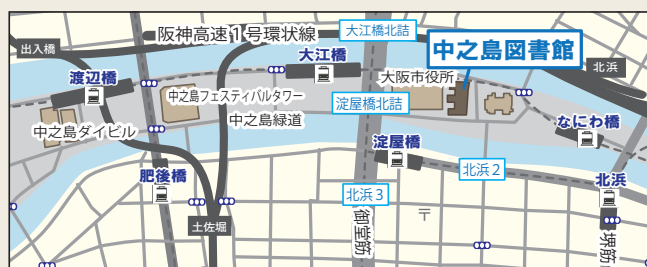 阪神高速1号環状線
大江橋北詰
出入橋
大江橋
中之島図書館
北浜
渡辺橋
大阪市役所
中之島フェスティバルタワー
淀屋橋北詰
中之島緑道
なにわ橋
中之島ダイビル
淀屋橋
肥後橋
北浜2
北浜
北浜3
〒
土佐堀
御堂筋
堺筋